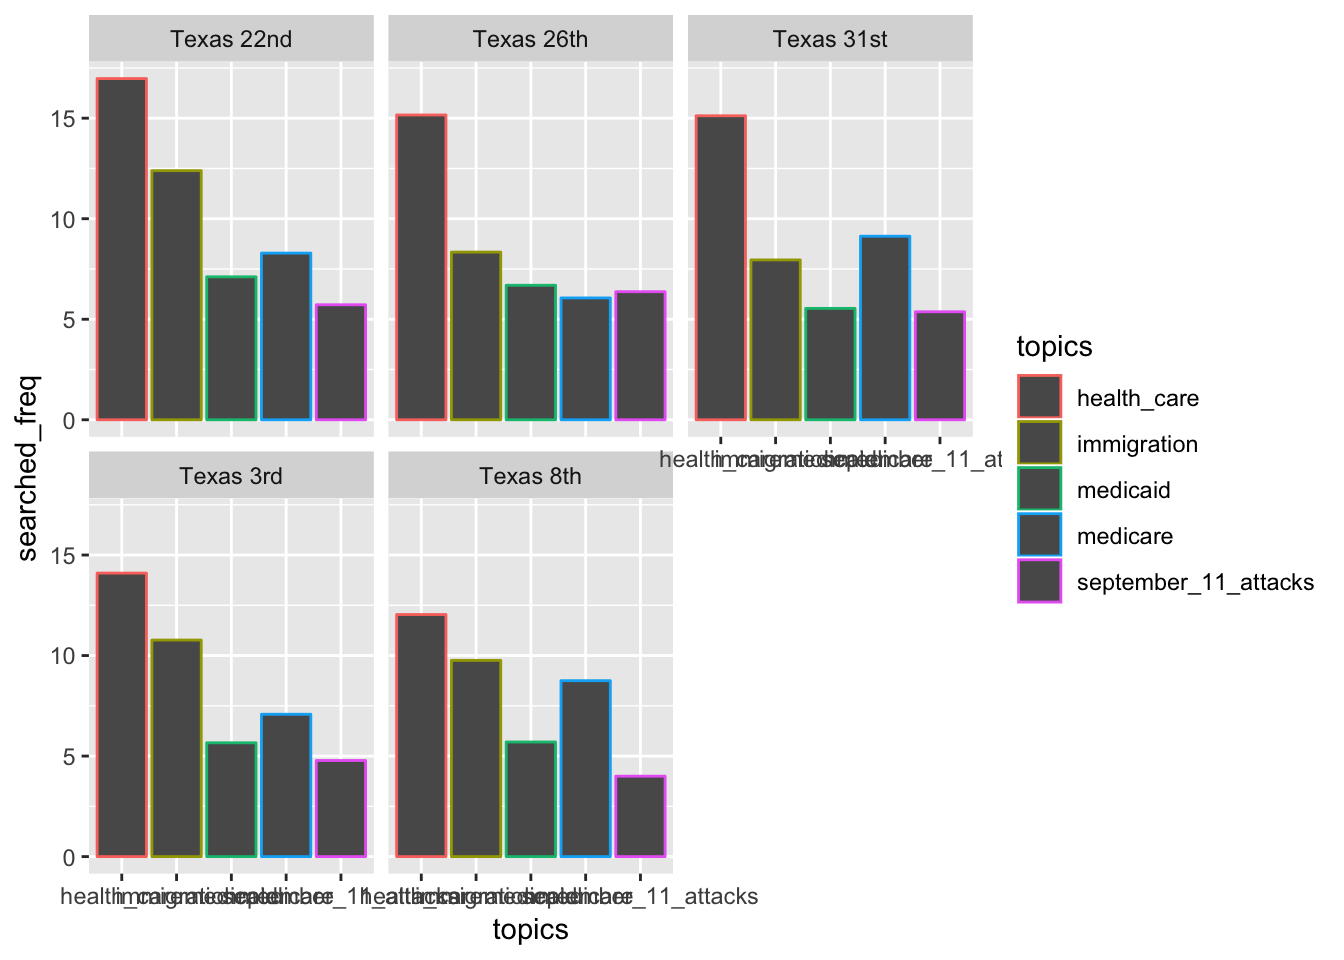 Texas 22nd
Texas 26th
Texas 31st
15
10
5
0
searched_freq
Texas 3rd
Texas 8th
15
10
5
0
topics
topics
health_care
immigration
medicaid
medicare
september_11_attacks